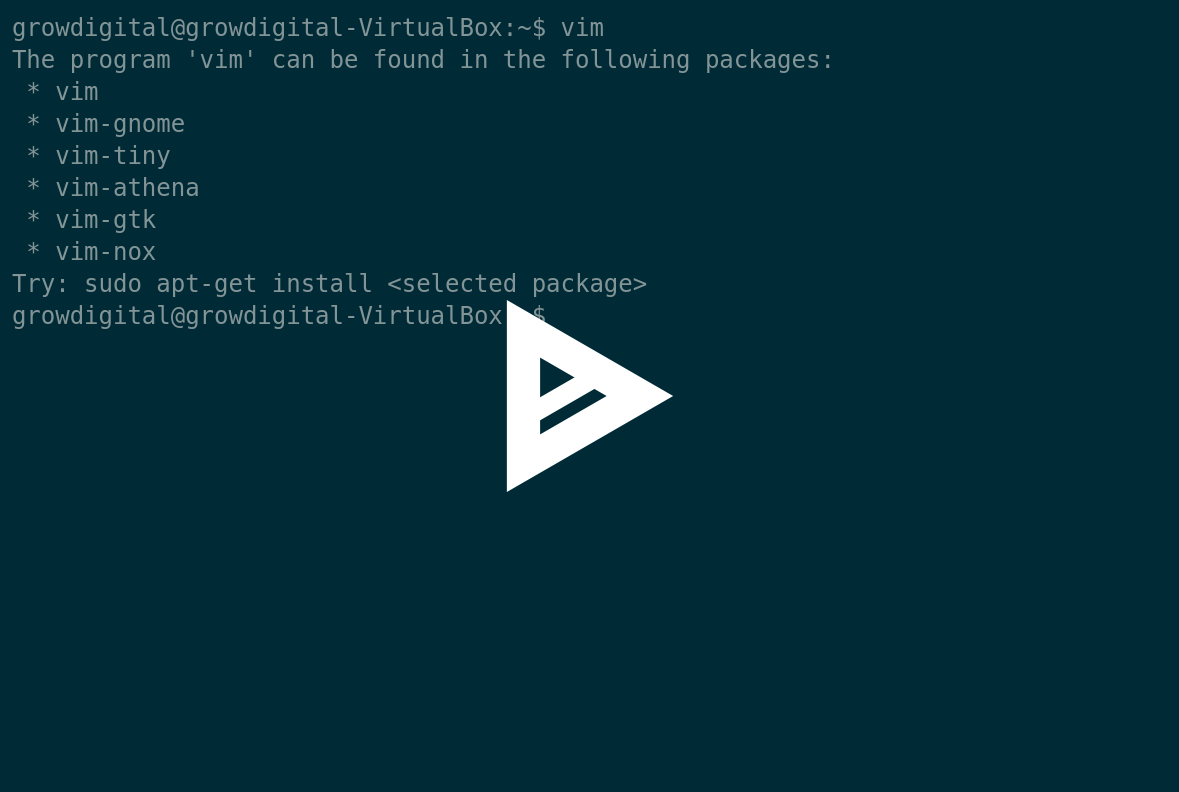 growdigital@growdigital-VirtualBox:~$ vim
The program 'vim' can be found in the following packages:
 * vim
 * vim-gnome
 * vim-tiny
 * vim-athena
 * vim-gtk
 * vim-nox
Try: sudo apt-get install <selected package>
growdigital@growdigital-VirtualBox $